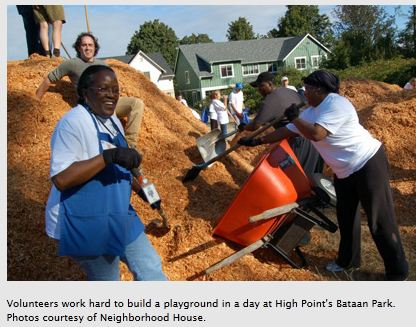 Volunteers work hard to build a playground in a day at High Point's Bataan Park.
Photos courtesy of Neighborhood House.